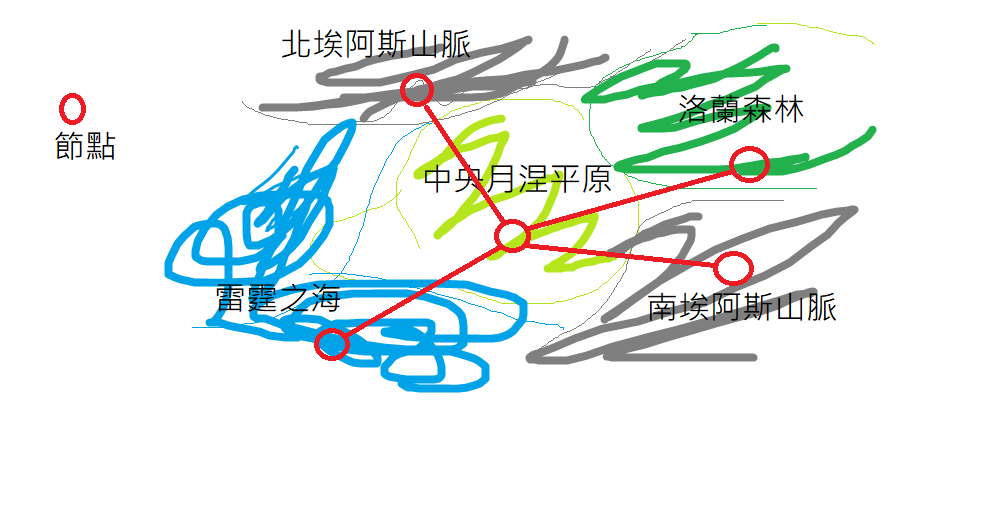 北埃阿斯山脈
洛蘭森林
節點
中央月涅平原
雷霆之海
南埃阿斯山脈